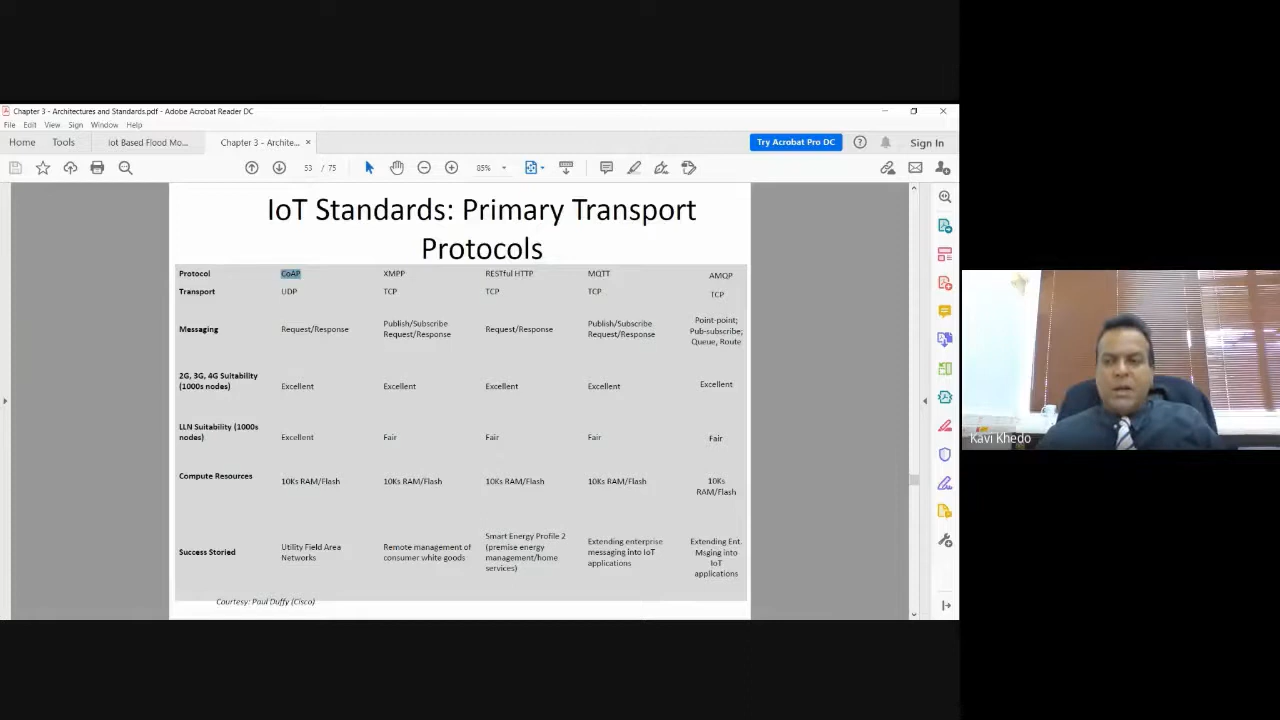 Chapter 3 - Architectures and Standards.pdf - Adobe Acrobat Reader DC
File Edit View Sign Window Help
Home Tools Iot Based Flood Mo... Chapter 3 - Archite... × Try Acrobat Pro DC Sign In
53 / 75 85%
IoT Standards: Primary Transport
Protocols
Protocol CoAP XMPP RESTful HTTP MQTT AMQP
Transport UDP TCP TCP TCP TCP
Messaging Request/Response Publish/Subscribe Request/Response Request/Response Publish/Subscribe Request/Response Point-point; Pub-subscribe; Queue, Route
2G, 3G, 4G Suitability (1000s nodes) Excellent Excellent Excellent Excellent Excellent
LLN Suitability (1000s nodes) Excellent Fair Fair Fair Fair
Compute Resources 10Ks RAM/Flash 10Ks RAM/Flash 10Ks RAM/Flash 10Ks RAM/Flash 10Ks RAM/Flash
Success Storied Utility Field Area Networks Remote management of consumer white goods Smart Energy Profile 2 (premise energy management/home services) Extending enterprise messaging into IoT applications Extending Ent. Msging into IoT applications
Courtesy: Paul Duffy (Cisco)
Kavi Khedo